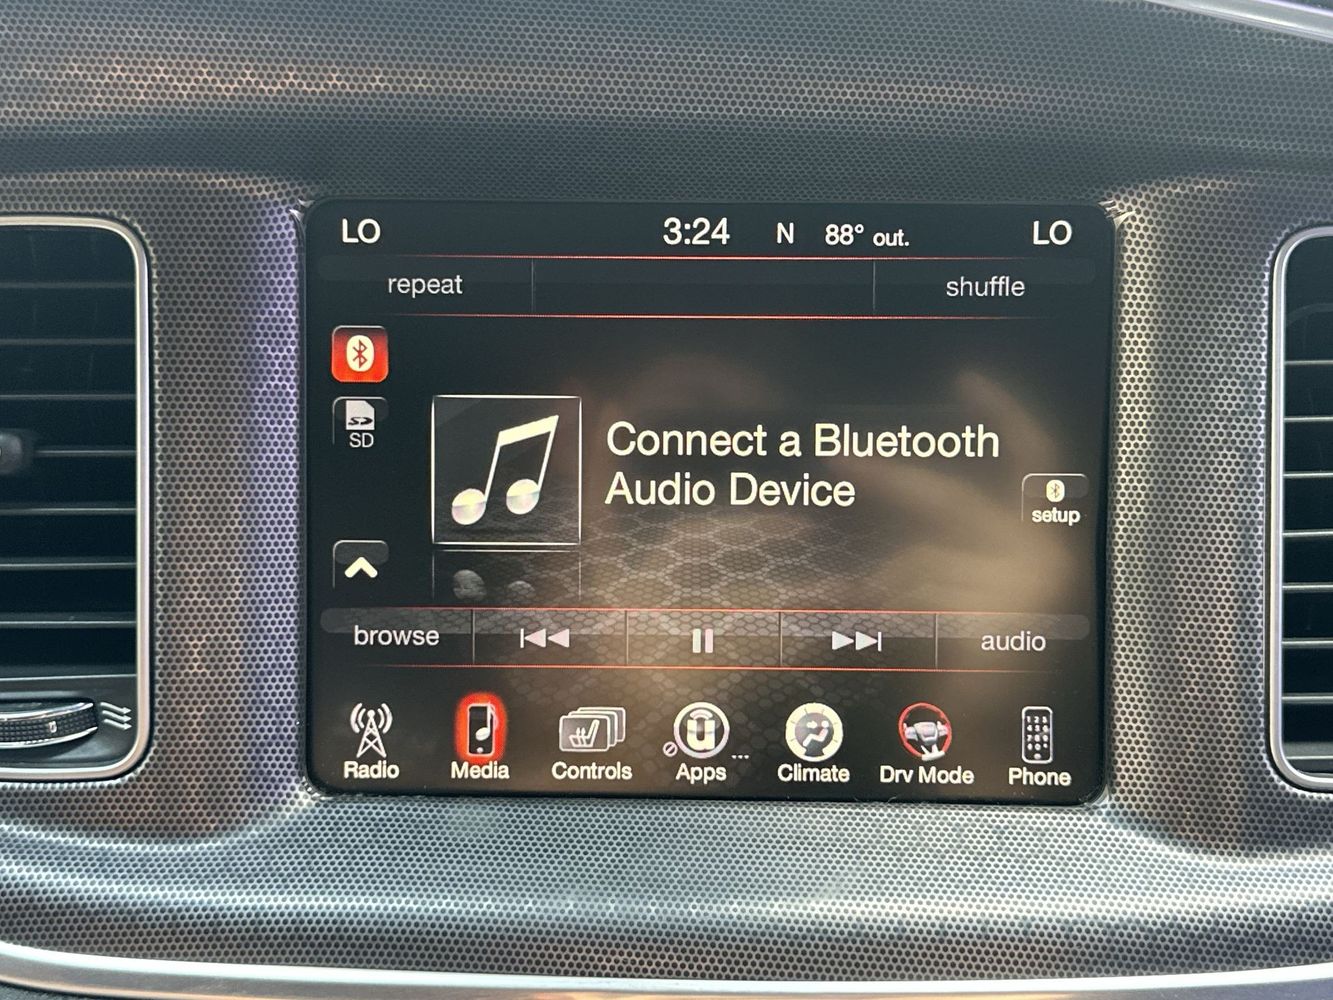 LO 3:24 N 88° out. LO
repeat shuffle
SD
Connect a Bluetooth
Audio Device
setup
browse audio
Radio Media Controls Apps ... Climate Drv Mode Phone